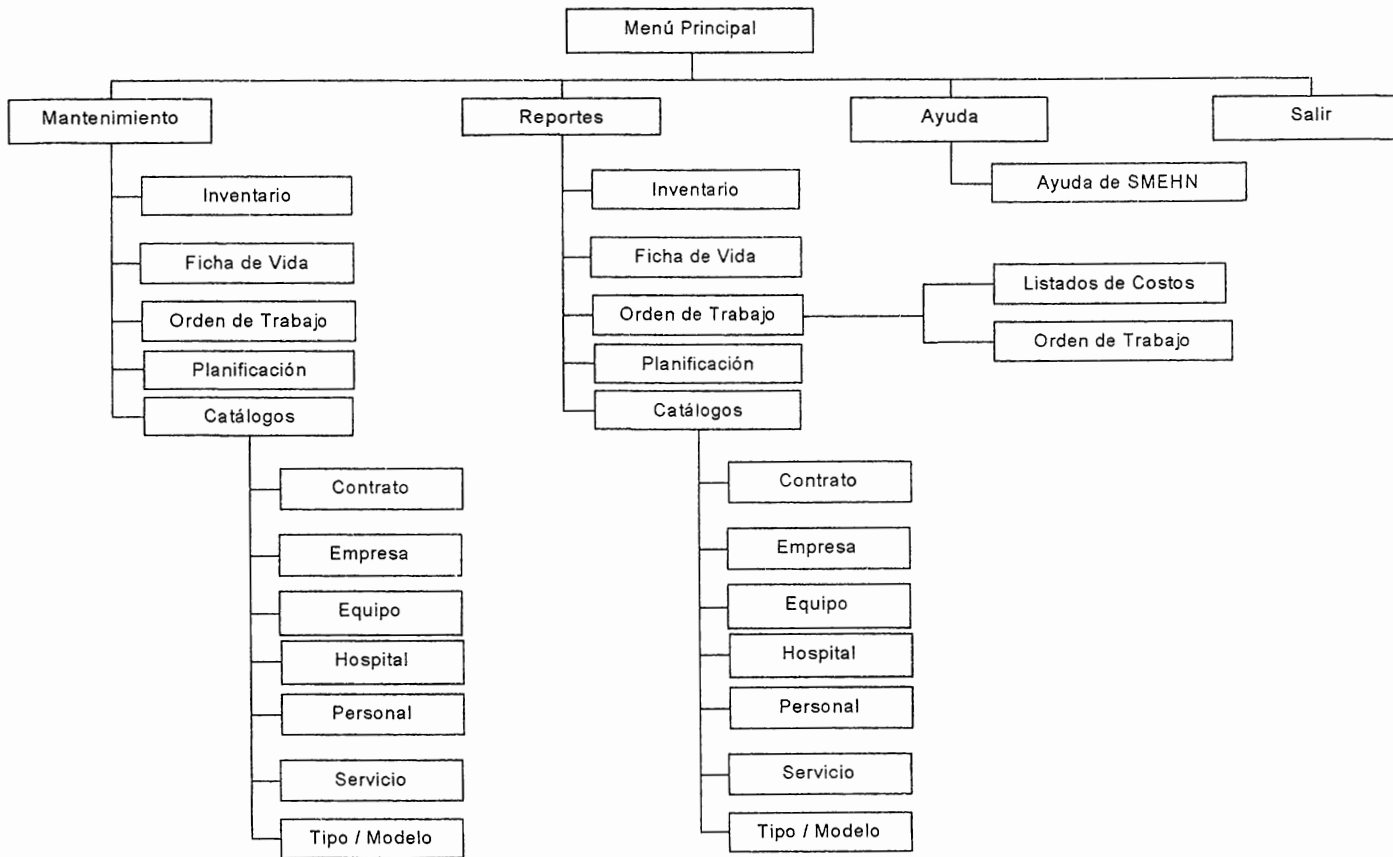 Menú Principal
Mantenimiento
Reportes
Ayuda
Salir
Inventario
Ficha de Vida
Orden de Trabajo
Planificación
Catálogos
Contrato
Empresa
Equipo
Hospital
Personal
Servicio
Tipo / Modelo
Inventario
Ficha de Vida
Orden de Trabajo
Planificación
Catálogos
Listados de Costos
Orden de Trabajo
Contrato
Empresa
Equipo
Hospital
Personal
Servicio
Tipo / Modelo
Ayuda de SMEHN